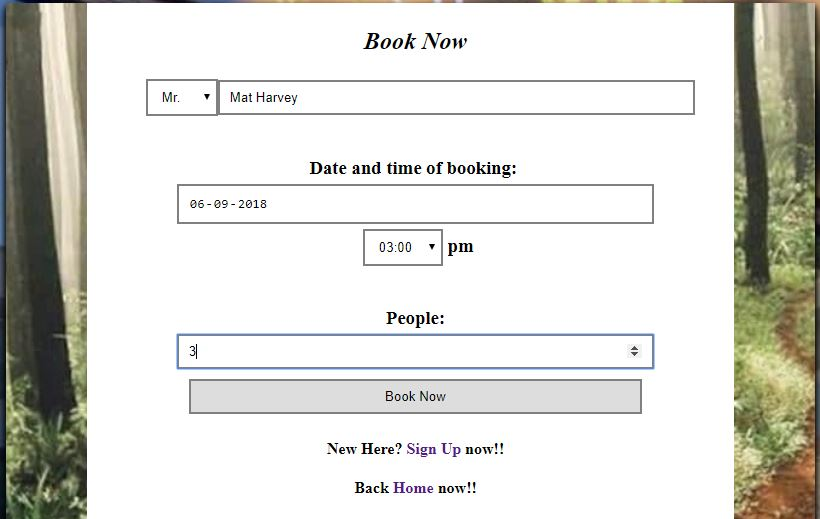 Book Now
Mr. Mat Harvey
Date and time of booking:
06-09-2018
03:00 pm
People:
3
Book Now
New Here? Sign Up now!!
Back Home now!!